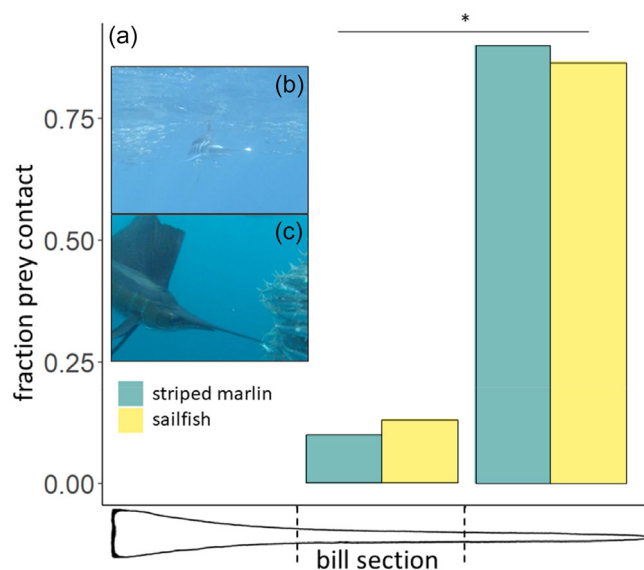 (a)
*
(b)
(c)
fraction prey contact
0.75
0.50
0.25
0.00
striped marlin
sailfish
bill section